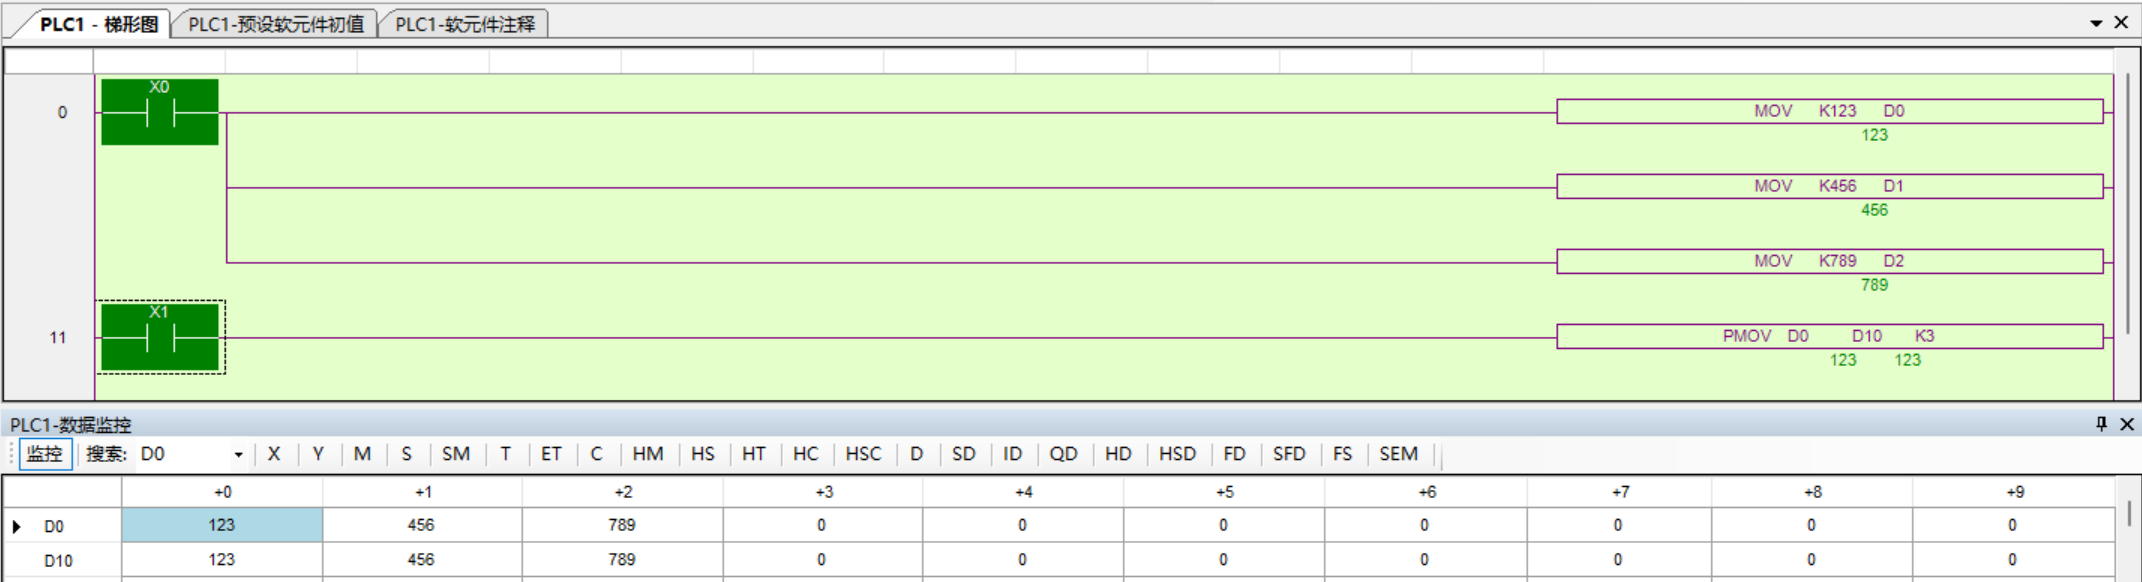 PLC1 - 梯形图 PLC1-预设软元件初值 PLC1-软元件注释
X0
0 MOV K123 D0
123
MOV K456 D1
456
MOV K789 D2
789
X1
11 PMOV D0 D10 K3
123 123
PLC1-数据监控
监控 搜索: D0 X Y M S SM T ET C HM HS HT HC HSC D SD ID QD HD HSD FD SFD FS SEM
+0 +1 +2 +3 +4 +5 +6 +7 +8 +9
D0 123 456 789 0 0 0 0 0 0 0
D10 123 456 789 0 0 0 0 0 0 0